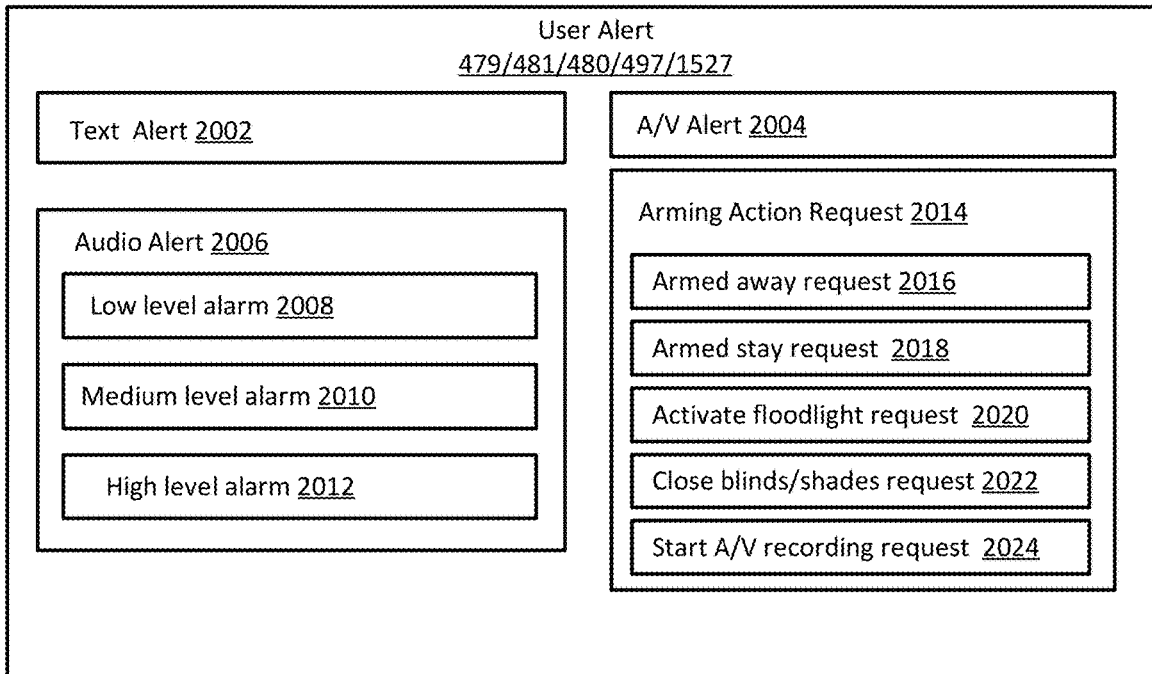 User Alert
479/481/480/497/1527
Text Alert 2002
Audio Alert 2006
Low level alarm 2008
Medium level alarm 2010
High level alarm 2012
A/V Alert 2004
Arming Action Request 2014
Armed away request 2016
Armed stay request 2018
Activate floodlight request 2020
Close blinds/shades request 2022
Start A/V recording request 2024